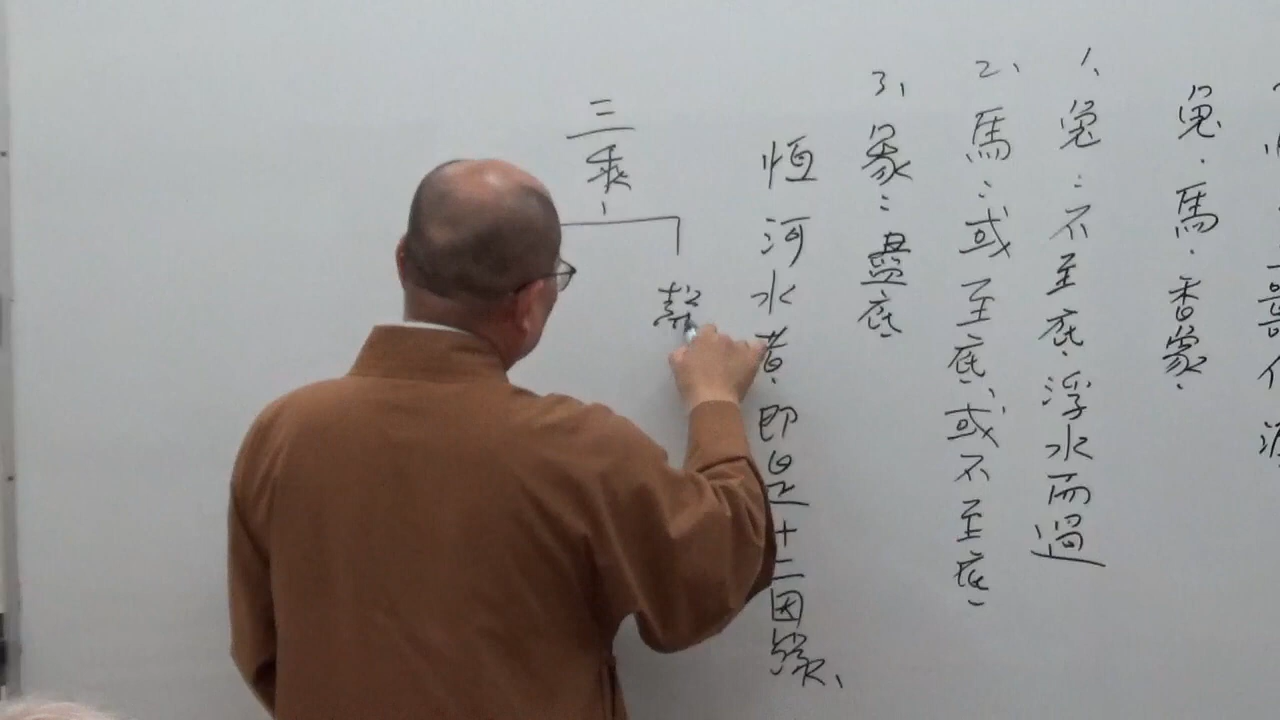 兔、馬、香象、
1、兔：不至底、浮水而過
2、馬：或至底、或不至底、
3、象：盡底、
恒河水者、即是十二因緣、
三乘
聲